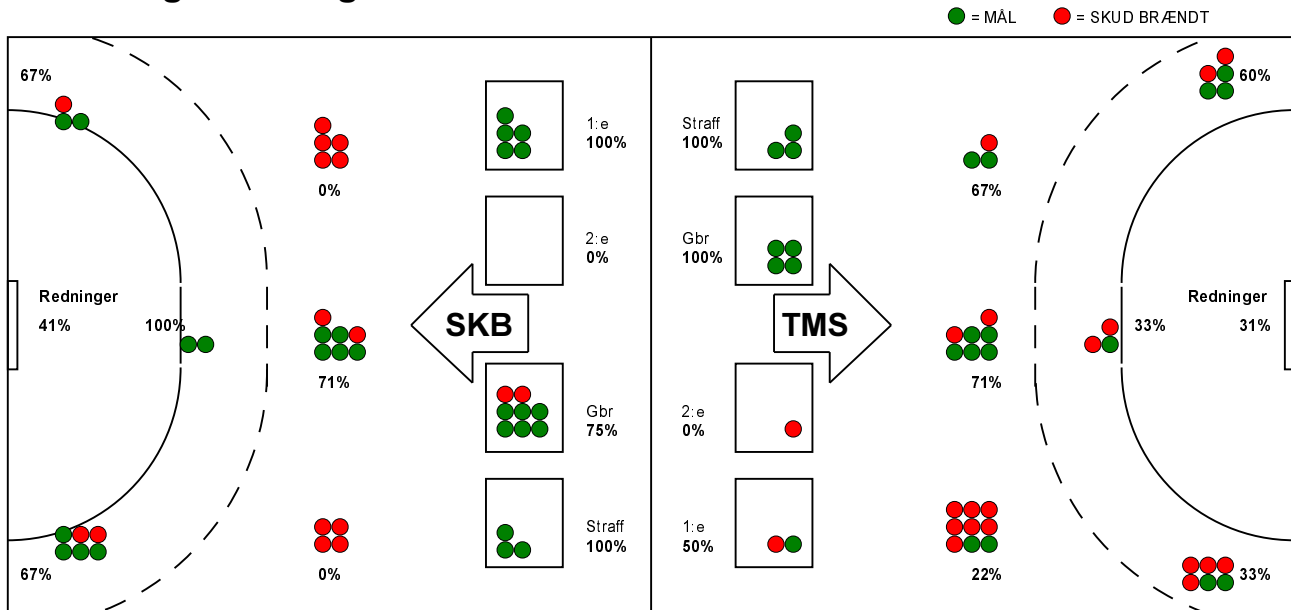 = MÅL = SKUD BRÆNDT
67%
60%
1:e
100%
Straff
100%
0%
67%
2:e
0%
Gbr
100%
Redninger
41%
100%
SKB
TMS
33%
Redninger
31%
71%
71%
Gbr
75%
2:e
0%
Straff
100%
1:e
50%
67%
0%
22%
33%